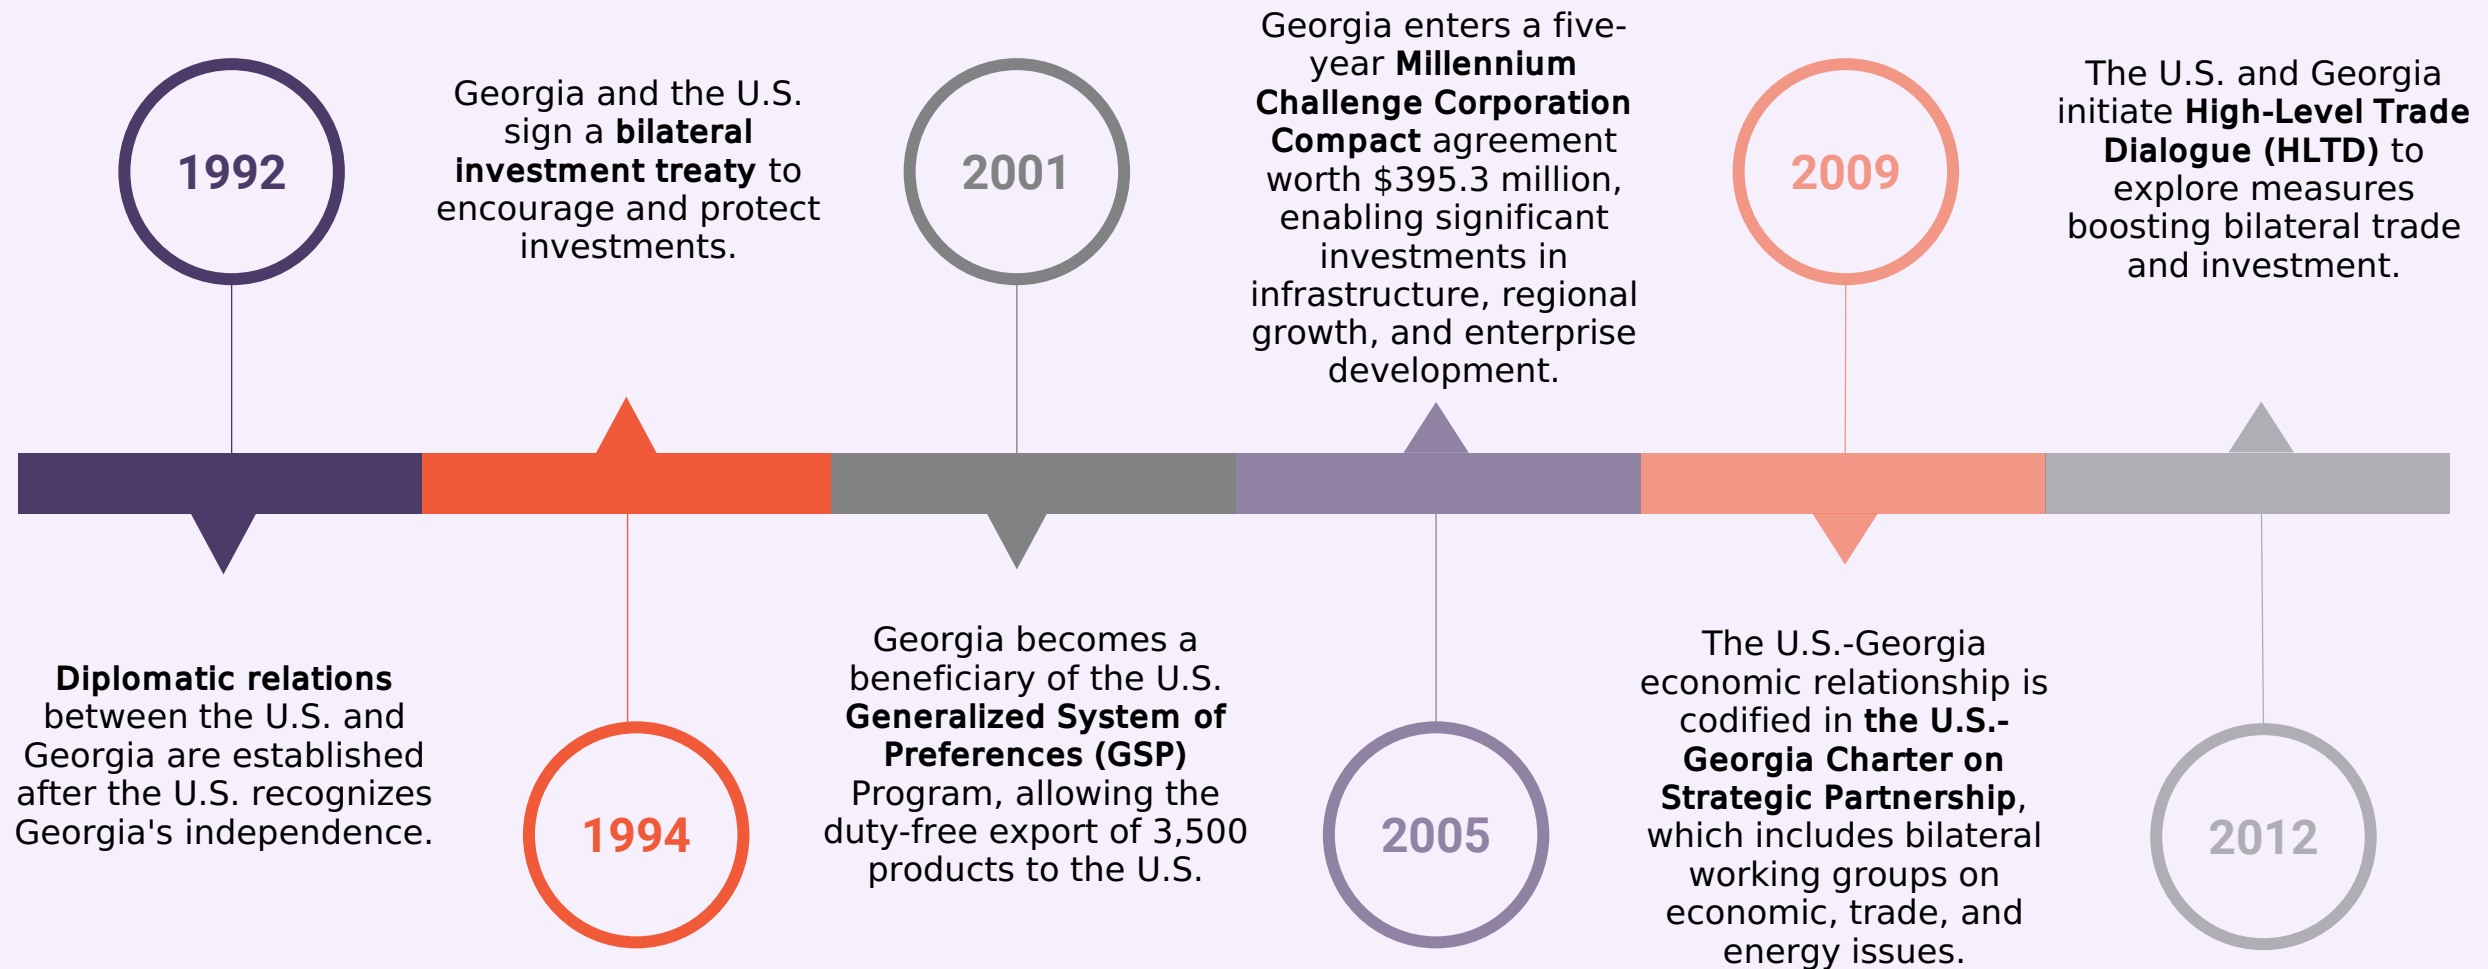 1992
Diplomatic relations
between the U.S. and
Georgia are established
after the U.S. recognizes
Georgia's independence.
Georgia and the U.S.
sign a bilateral
investment treaty to
encourage and protect
investments.
1994
2001
Georgia becomes a
beneficiary of the U.S.
Generalized System of
Preferences (GSP)
Program, allowing the
duty-free export of 3,500
products to the U.S.
Georgia enters a five-
year Millennium
Challenge Corporation
Compact agreement
worth $395.3 million,
enabling significant
investments in
infrastructure, regional
growth, and enterprise
development.
2005
2009
The U.S.-Georgia
economic relationship is
codified in the U.S.-
Georgia Charter on
Strategic Partnership,
which includes bilateral
working groups on
economic, trade, and
energy issues.
The U.S. and Georgia
initiate High-Level Trade
Dialogue (HLTD) to
explore measures
boosting bilateral trade
and investment.
2012